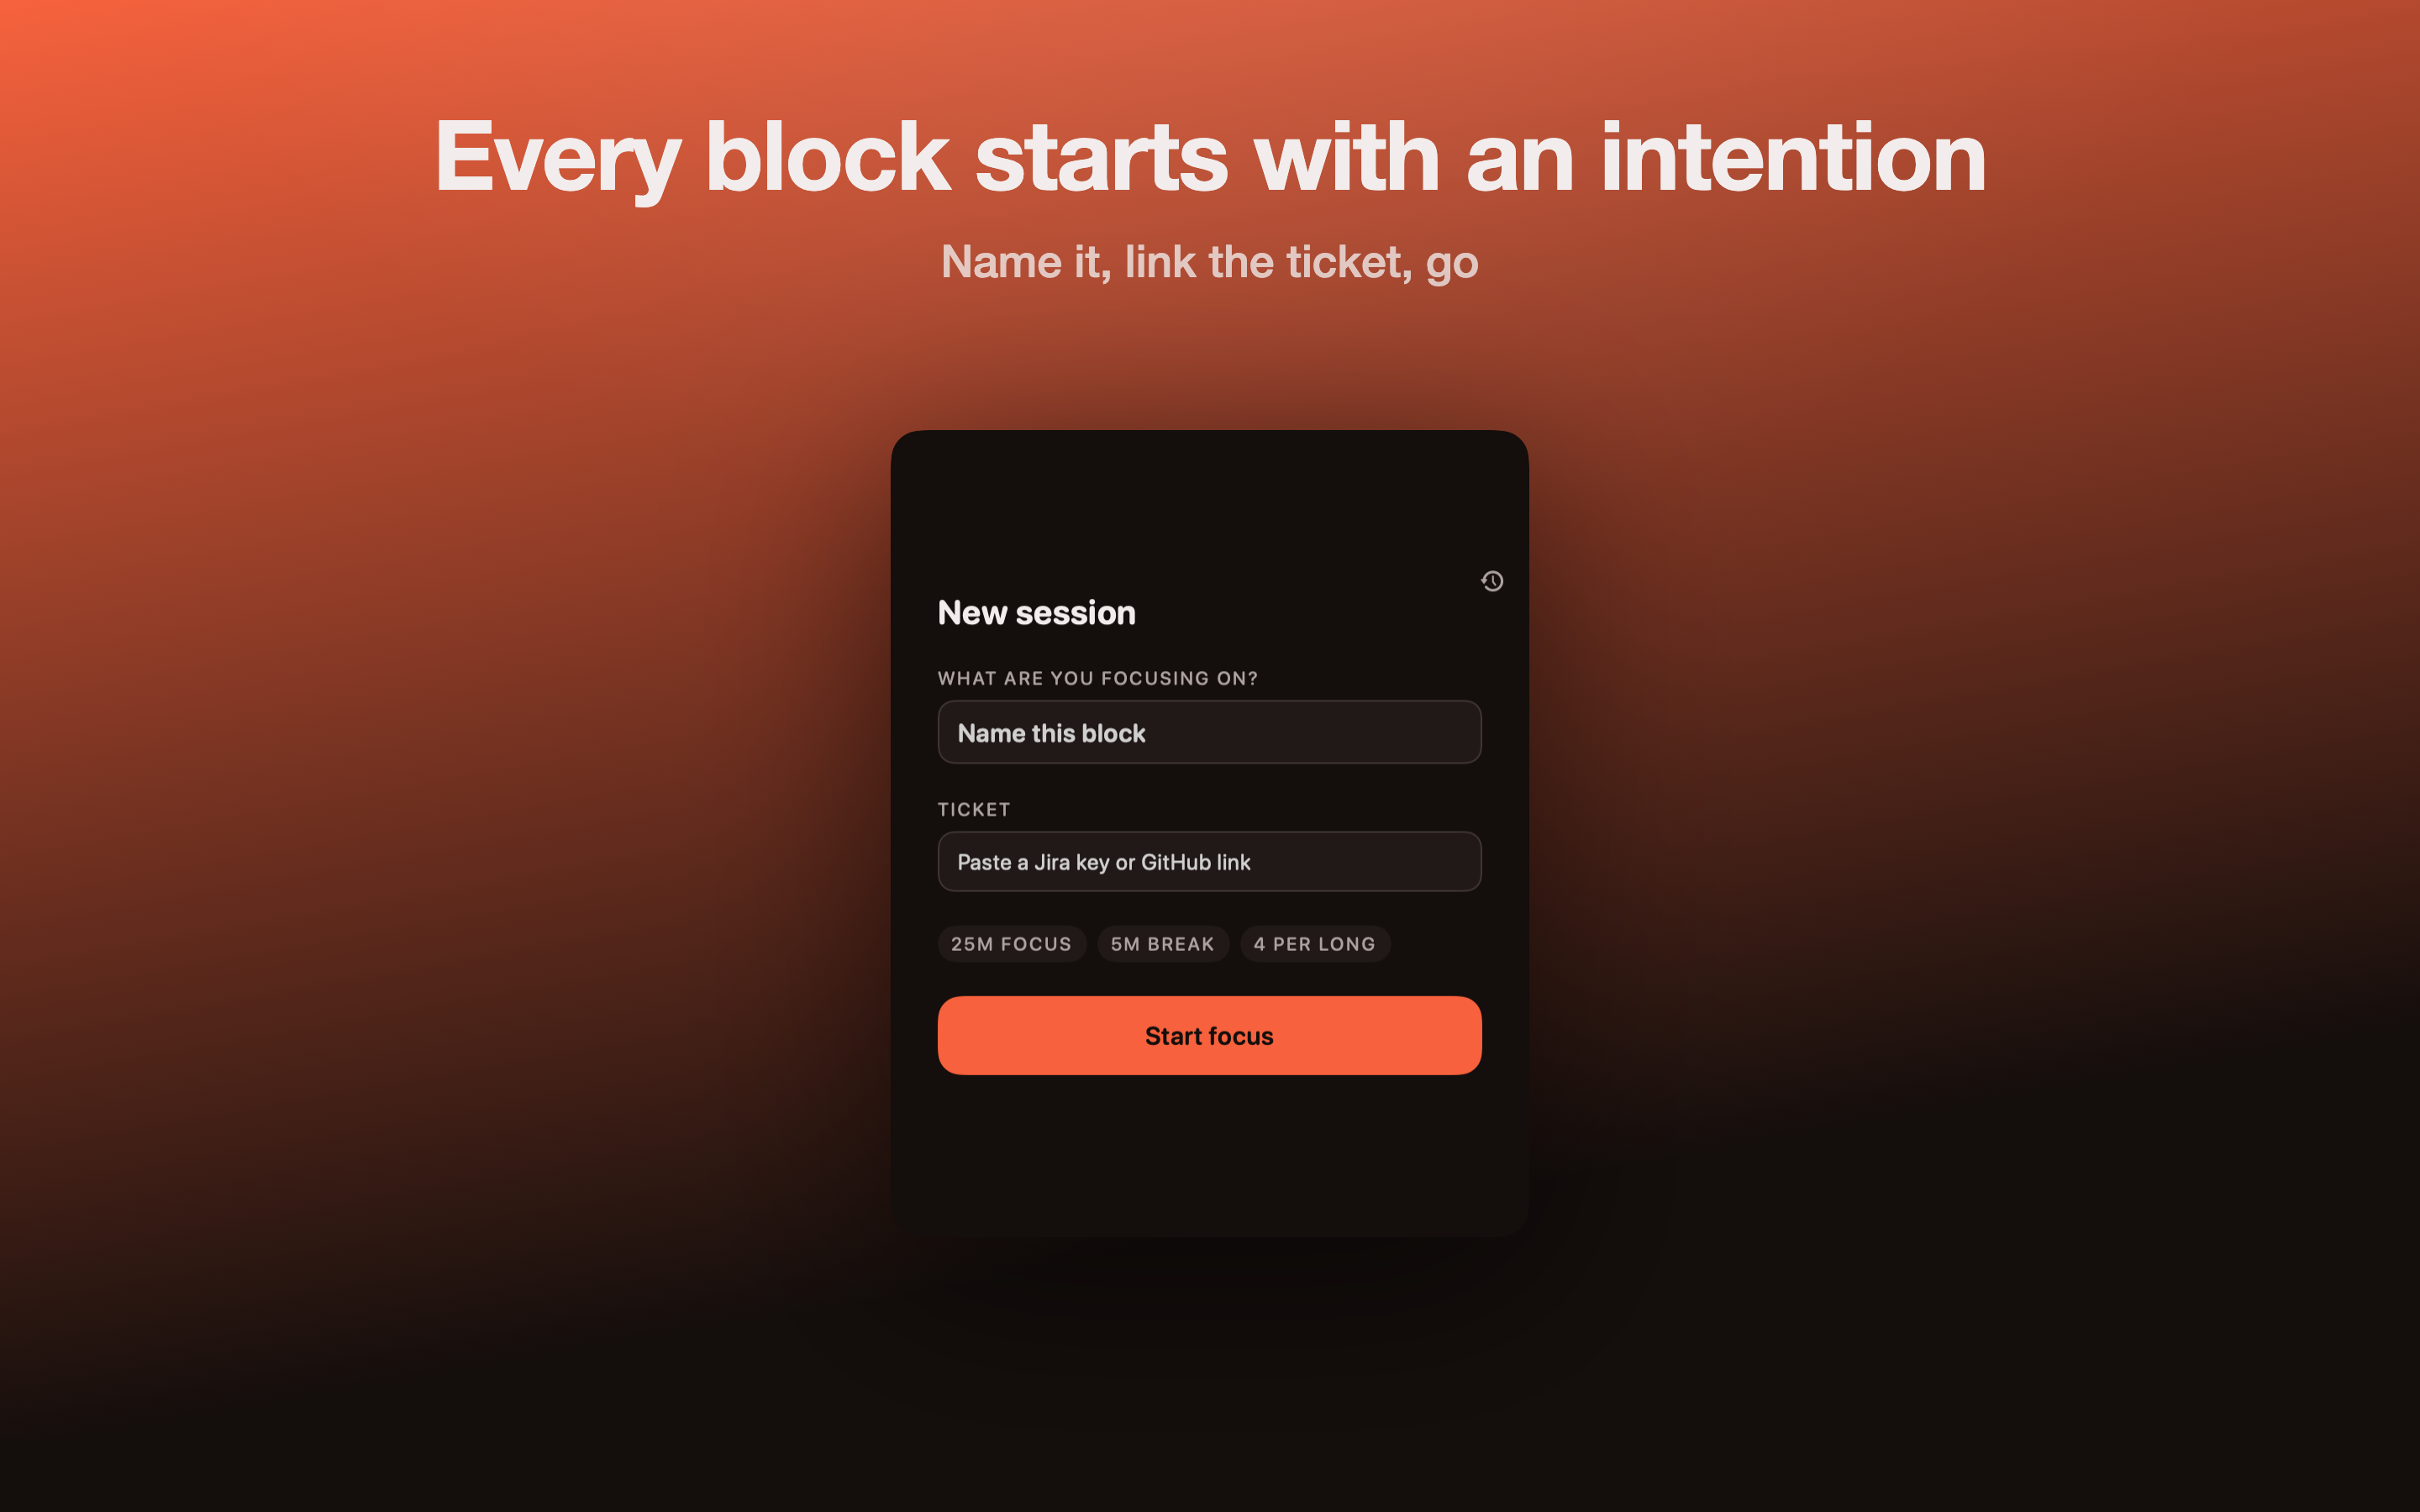 Every block starts with an intention
Name it, link the ticket, go
New session
WHAT ARE YOU FOCUSING ON?
Name this block
TICKET
Paste a Jira key or GitHub link
25M FOCUS 5M BREAK 4 PER LONG
Start focus